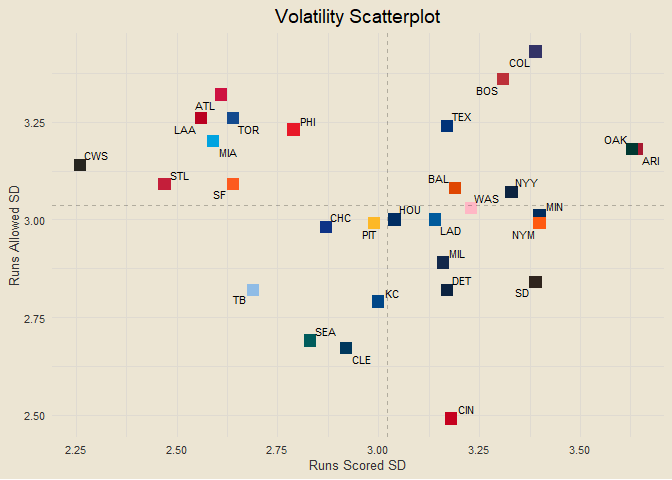 Volatility Scatterplot
COL
BOS
ATL
LAA
TOR
PHI
TEX
MIA
OAK
ARI
CWS
STL
SF
BAL
NYY
WAS
MIN
HOU
CHC
PIT
LAD
NYM
MIL
TB
KC
DET
SD
SEA
CLE
CIN
3.25
3.00
2.75
2.50
Runs Allowed SD
2.25
2.50
2.75
3.00
3.25
3.50
Runs Scored SD